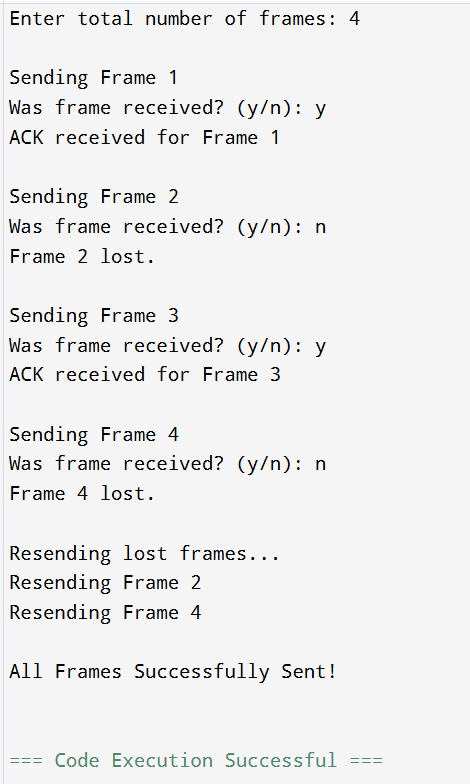 Enter total number of frames: 4
Sending Frame 1
Was frame received? (y/n): y
ACK received for Frame 1
Sending Frame 2
Was frame received? (y/n): n
Frame 2 lost.
Sending Frame 3
Was frame received? (y/n): y
ACK received for Frame 3
Sending Frame 4
Was frame received? (y/n): n
Frame 4 lost.
Resending lost frames...
Resending Frame 2
Resending Frame 4
All Frames Successfully Sent!
=== Code Execution Successful ===